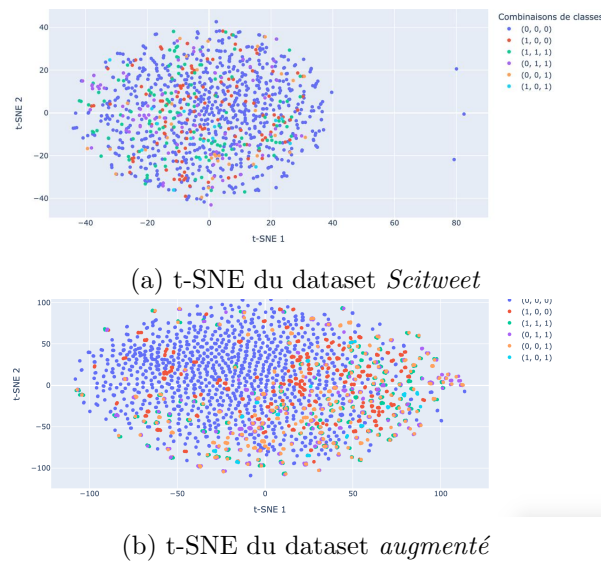 Combinaisons de classes
(0, 0, 0)
(1, 0, 0)
(1, 1, 1)
(0, 1, 1)
(0, 0, 1)
(1, 0, 1)
40
20
0
−20
−40
t-SNE 2
−40
−20
0
20
40
60
80
t-SNE 1
(a) t-SNE du dataset Scitweet
(0, 0, 0)
(1, 0, 0)
(1, 1, 1)
(0, 1, 1)
(0, 0, 1)
(1, 0, 1)
100
50
0
−50
−100
t-SNE 2
−100
−50
0
50
100
t-SNE 1
(b) t-SNE du dataset augmenté